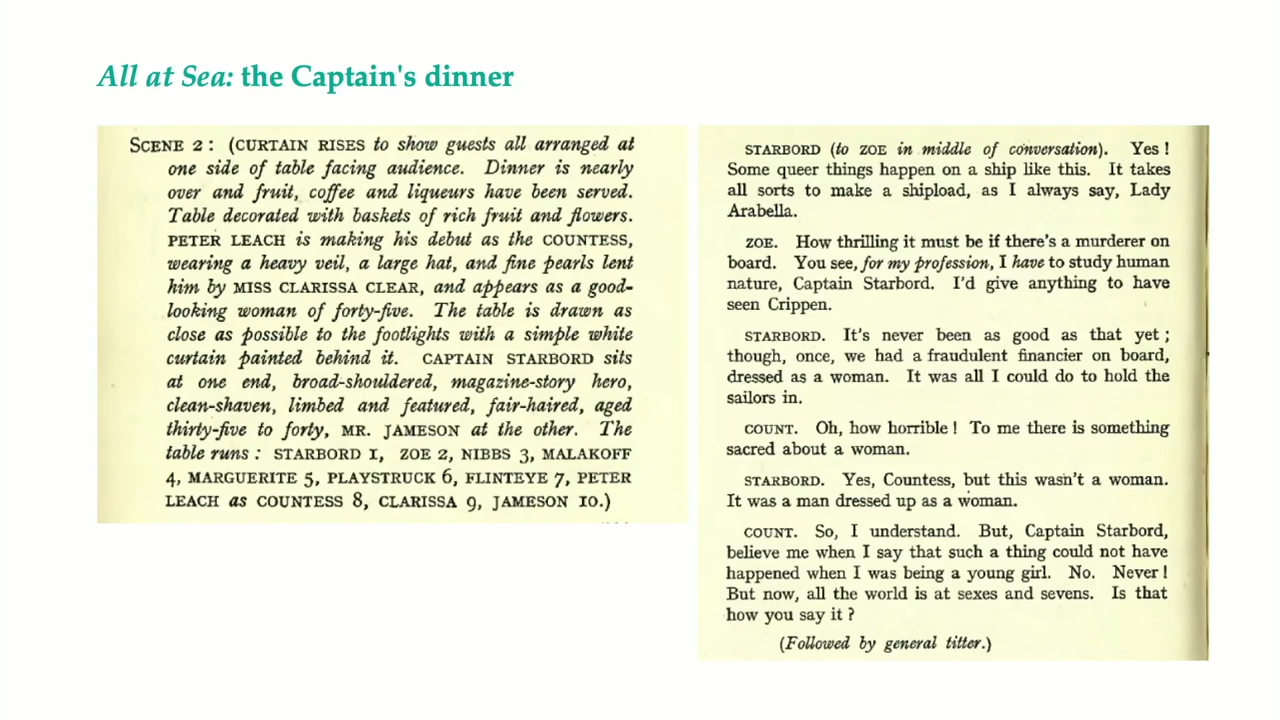 All at Sea: the Captain's dinner
SCENE 2 : (CURTAIN RISES to show guests all arranged at
one side of table facing audience. Dinner is nearly
over and fruit, coffee and liqueurs have been served.
Table decorated with baskets of rich fruit and flowers.
PETER LEACH is making his debut as the COUNTESS,
wearing a heavy veil, a large hat, and fine pearls lent
him by MISS CLARISSA CLEAR, and appears as a good-
looking woman of forty-five. The table is drawn as
close as possible to the footlights with a simple white
curtain painted behind it. CAPTAIN STARBORD sits
at one end, broad-shouldered, magazine-story hero,
clean-shaven, limbed and featured, fair-haired, aged
thirty-five to forty, MR. JAMESON at the other. The
table runs : STARBORD 1, ZOE 2, NIBBS 3, MALAKOFF
4, MARGUERITE 5, PLAYSTRUCK 6, FLINTEYE 7, PETER
LEACH as COUNTESS 8, CLARISSA 9, JAMESON 10.)
STARBORD (to ZOE in middle of conversation). Yes !
Some queer things happen on a ship like this. It takes
all sorts to make a shipload, as I always say, Lady
Arabella.
ZOE. How thrilling it must be if there's a murderer on
board. You see, for my profession, I have to study human
nature, Captain Starbord. I'd give anything to have
seen Crippen.
STARBORD. It's never been as good as that yet ;
though, once, we had a fraudulent financier on board,
dressed as a woman. It was all I could do to hold the
sailors in.
COUNT. Oh, how horrible ! To me there is something
sacred about a woman.
STARBORD. Yes, Countess, but this wasn't a woman.
It was a man dressed up as a woman.
COUNT. So, I understand. But, Captain Starbord,
believe me when I say that such a thing could not have
happened when I was being a young girl. No. Never !
But now, all the world is at sexes and sevens. Is that
how you say it ?
(Followed by general titter.)